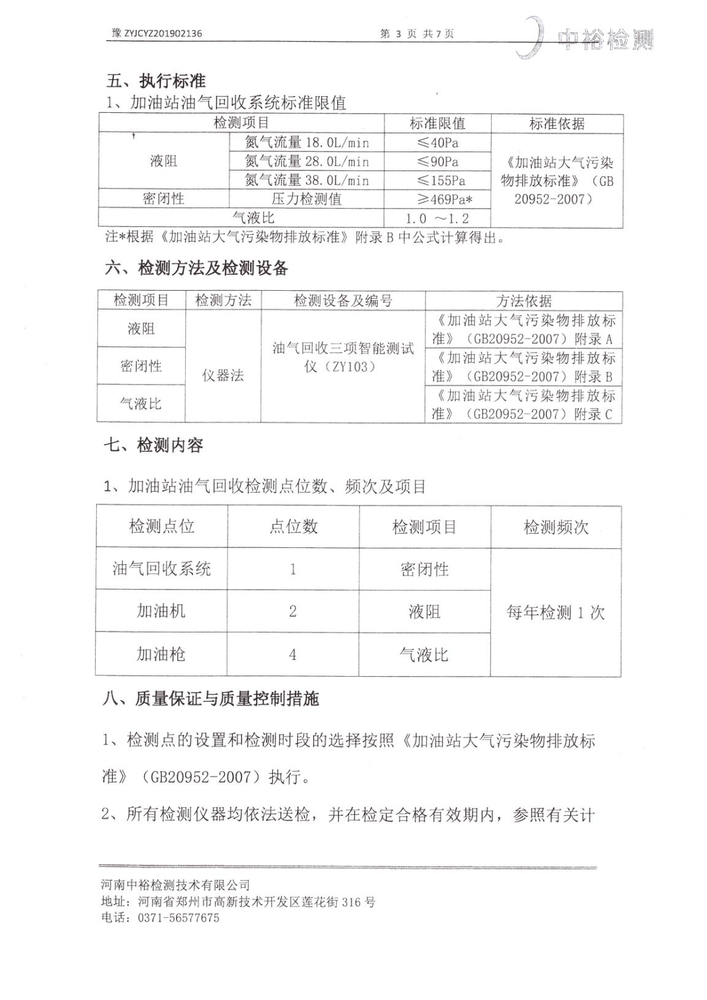 豫 ZYJCYZ201902136
第 3 页 共 7 页
中裕检测
五、执行标准
1、加油站油气回收系统标准限值
检测项目 标准限值 标准依据
液阻 氮气流量 18.0L/min ≤40Pa
氮气流量 28.0L/min ≤90Pa
氮气流量 38.0L/min ≤155Pa
密闭性 压力检测值 ≥469Pa*
气液比 1.0 ～1.2
《加油站大气污染
物排放标准》（GB
20952-2007）
注*根据《加油站大气污染物排放标准》附录 B 中公式计算得出。
六、检测方法及检测设备
检测项目 检测方法 检测设备及编号 方法依据
液阻
密闭性
气液比
仪器法
油气回收三项智能测试
仪（ZY103）
《加油站大气污染物排放标
准》（GB20952-2007）附录 A
《加油站大气污染物排放标
准》（GB20952-2007）附录 B
《加油站大气污染物排放标
准》（GB20952-2007）附录 C
七、检测内容
1、加油站油气回收检测点位数、频次及项目
检测点位 点位数 检测项目 检测频次
油气回收系统 1 密闭性
加油机 2 液阻 每年检测 1 次
加油枪 4 气液比
八、质量保证与质量控制措施
1、检测点的设置和检测时段的选择按照《加油站大气污染物排放标
准》（GB20952-2007）执行。
2、所有检测仪器均依法送检，并在检定合格有效期内，参照有关计
河南中裕检测技术有限公司
地址：河南省郑州市高新技术开发区莲花街 316 号
电话：0371-56577675